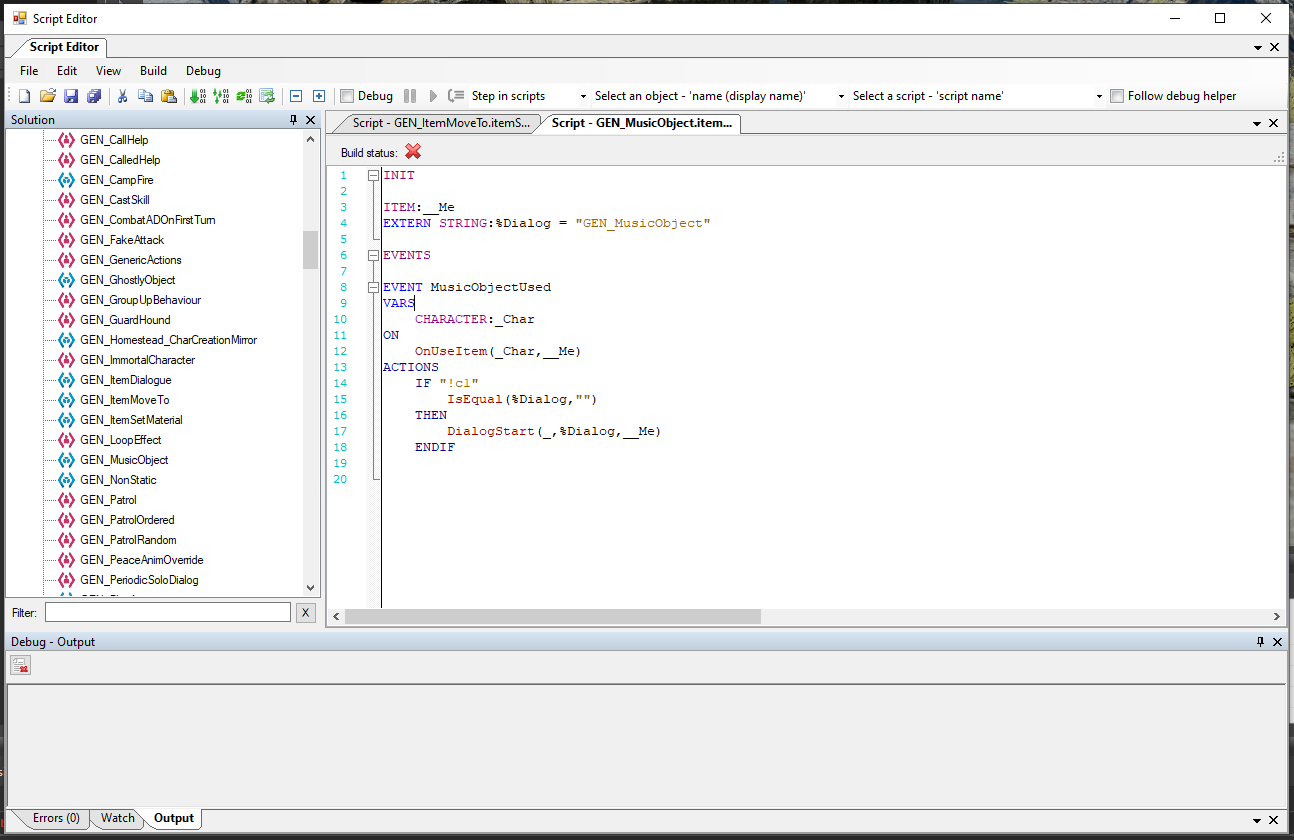 Script Editor
Script Editor
File Edit View Build Debug
Debug Step in scripts Select an object - 'name (display name)' Select a script - 'script name' Follow debug helper
Solution
GEN_CallHelp
GEN_CalledHelp
GEN_CampFire
GEN_CastSkill
GEN_CombatADOnFirstTurn
GEN_FakeAttack
GEN_GenericActions
GEN_GhostlyObject
GEN_GroupUpBehaviour
GEN_GuardHound
GEN_Homestead_CharCreationMirror
GEN_ImmortalCharacter
GEN_ItemDialogue
GEN_ItemMoveTo
GEN_ItemSetMaterial
GEN_LoopEffect
GEN_MusicObject
GEN_NonStatic
GEN_Patrol
GEN_PatrolOrdered
GEN_PatrolRandom
GEN_PeaceAnimOverride
GEN_PeriodicSoloDialog
Filter: X
Script - GEN_ItemMoveTo.itemS... Script - GEN_MusicObject.item...
Build status:
1 INIT
2
3 ITEM:__Me
4 EXTERN STRING:%Dialog = "GEN_MusicObject"
5
6 EVENTS
7
8 EVENT MusicObjectUsed
9 VARS
10 CHARACTER:_Char
11 ON
12 OnUseItem(_Char,__Me)
13 ACTIONS
14 IF "!c1"
15 IsEqual(%Dialog,"")
16 THEN
17 DialogStart(_,%Dialog,__Me)
18 ENDIF
19
20
Debug - Output
Errors (0) Watch Output